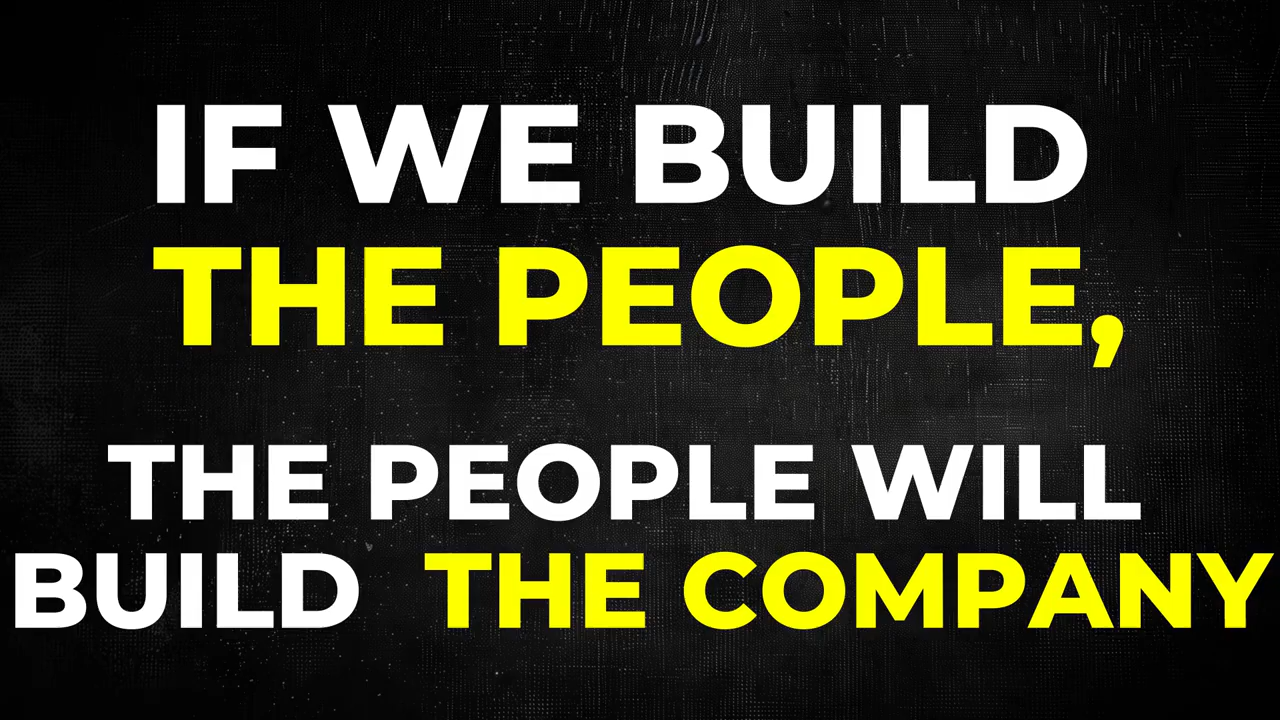 IF WE BUILD
THE PEOPLE,
THE PEOPLE WILL
BUILD THE COMPANY